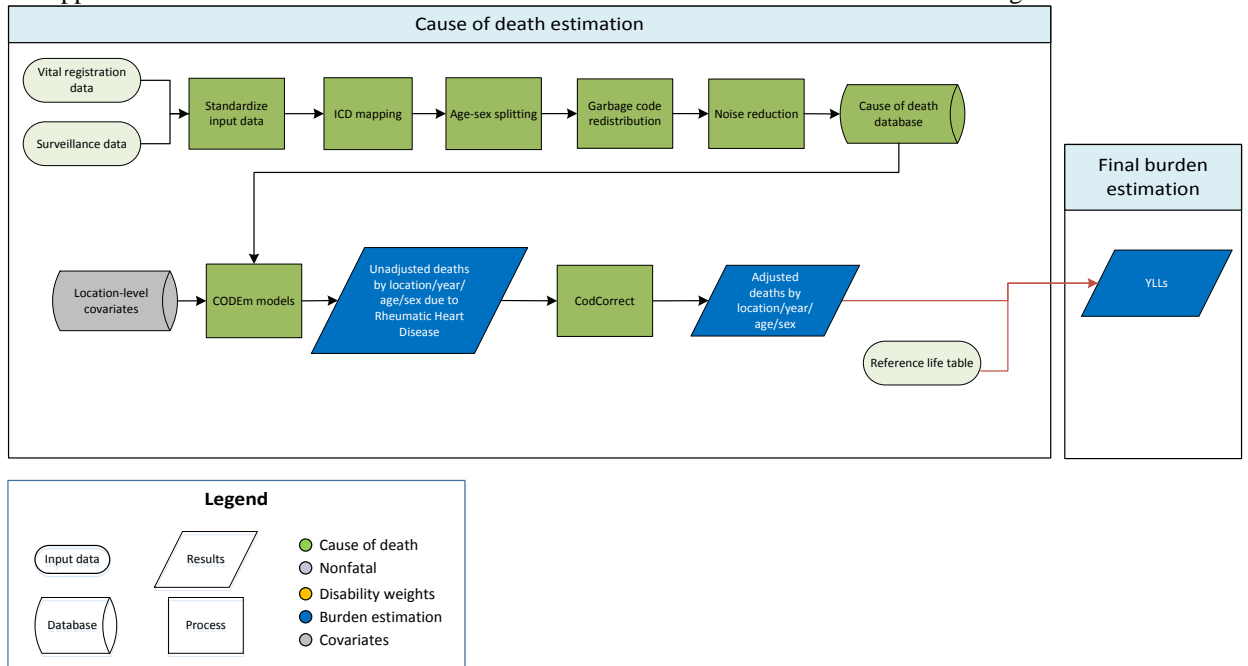 Cause of death estimation
Vital registration
data
Surveillance data
Standardize
input data
ICD mapping
Age-sex splitting
Garbage code
redistribution
Noise reduction
Cause of death
database
Final burden
estimation
Location-level
covariates
CODEm models
Unadjusted deaths
by location/year/
age/sex due to
Rheumatic Heart
Disease
CodCorrect
Adjusted
deaths by
location/year/
age/sex
Reference life table
YLLs
Legend
Input data
Results
Database
Process
Cause of death
Nonfatal
Disability weights
Burden estimation
Covariates